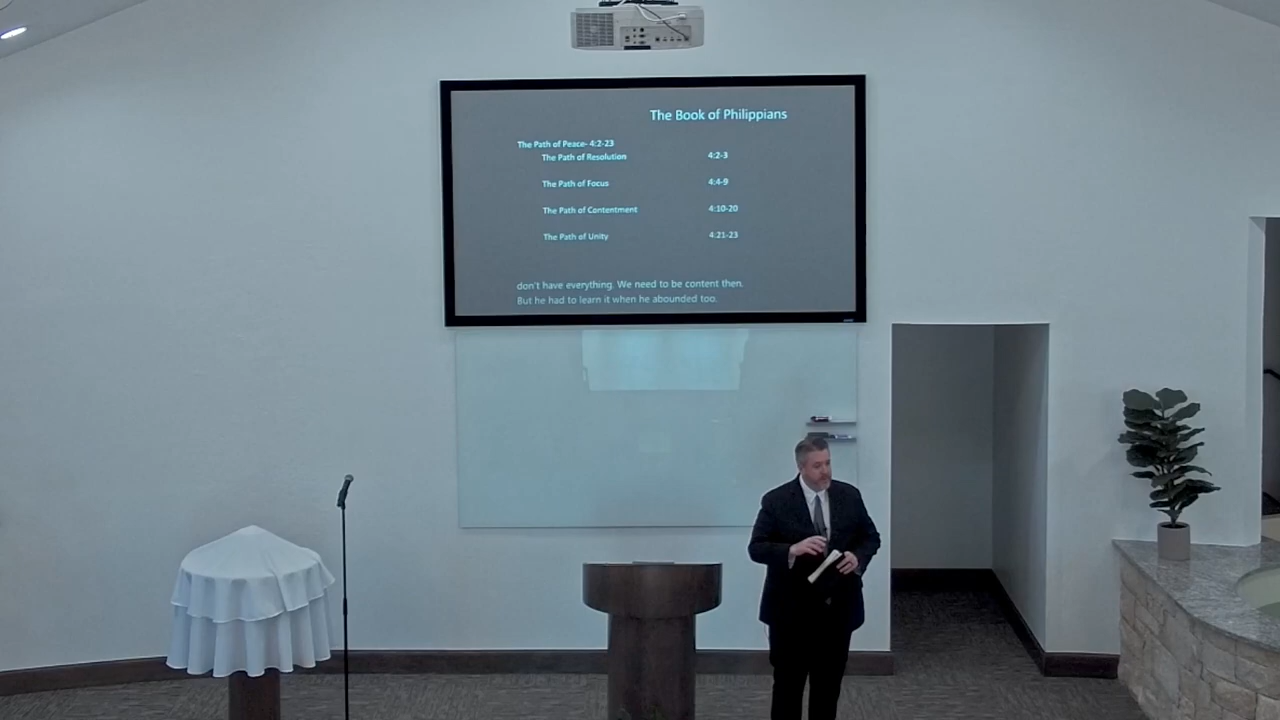 The Book of Philippians
The Path of Peace- 4:2-23
The Path of Resolution 4:2-3
The Path of Focus 4:4-9
The Path of Contentment 4:10-20
The Path of Unity 4:21-23
don't have everything. We need to be content then.
But he had to learn it when he abounded too.